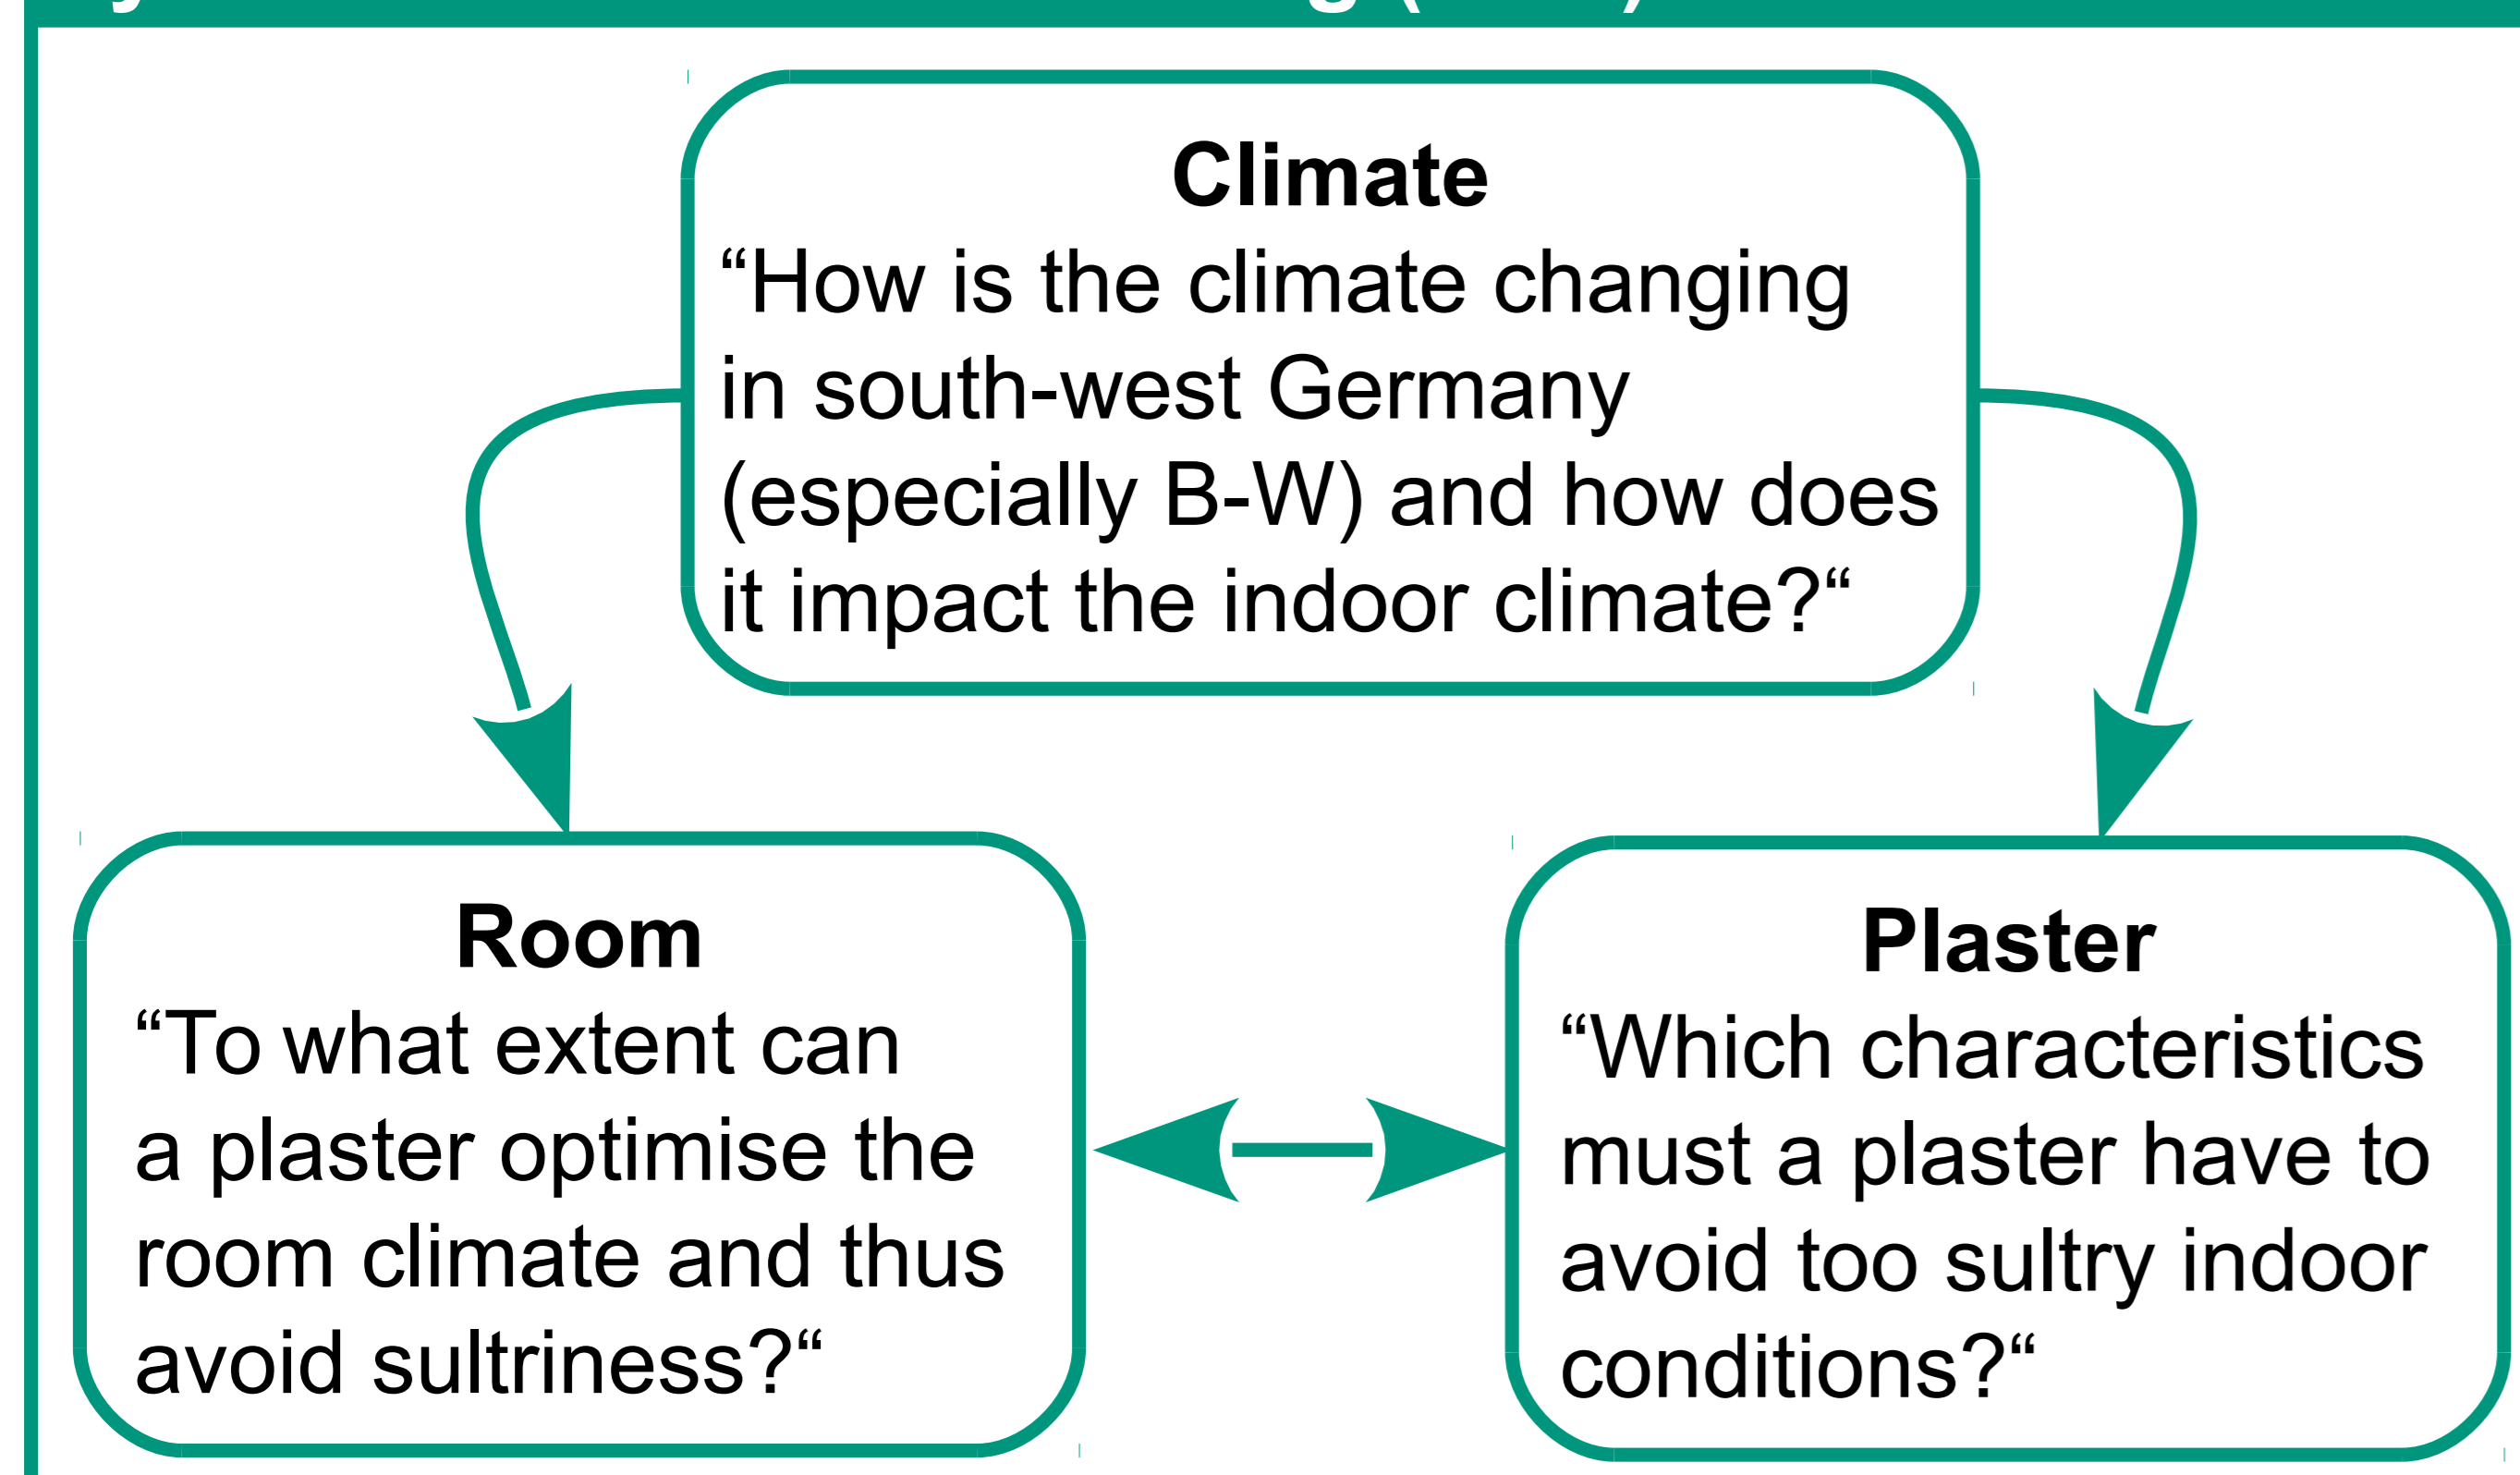 Climate
“How is the climate changing
in south-west Germany
(especially B-W) and how does
it impact the indoor climate?“
Room
“To what extent can
a plaster optimise the
room climate and thus
avoid sultriness?“
Plaster
“Which characteristics
must a plaster have to
avoid too sultry indoor
conditions?“